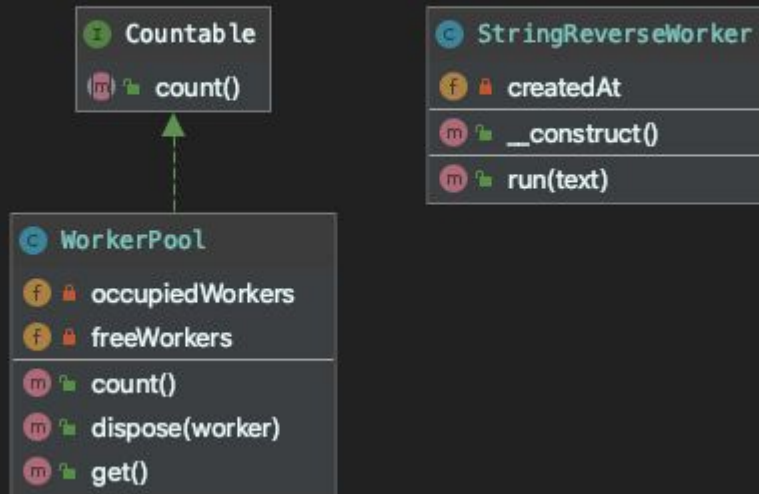 I Countable
m count()
C StringReverseWorker
f createdAt
m __construct()
m run(text)
C WorkerPool
f occupiedWorkers
f freeWorkers
m count()
m dispose(worker)
m get()